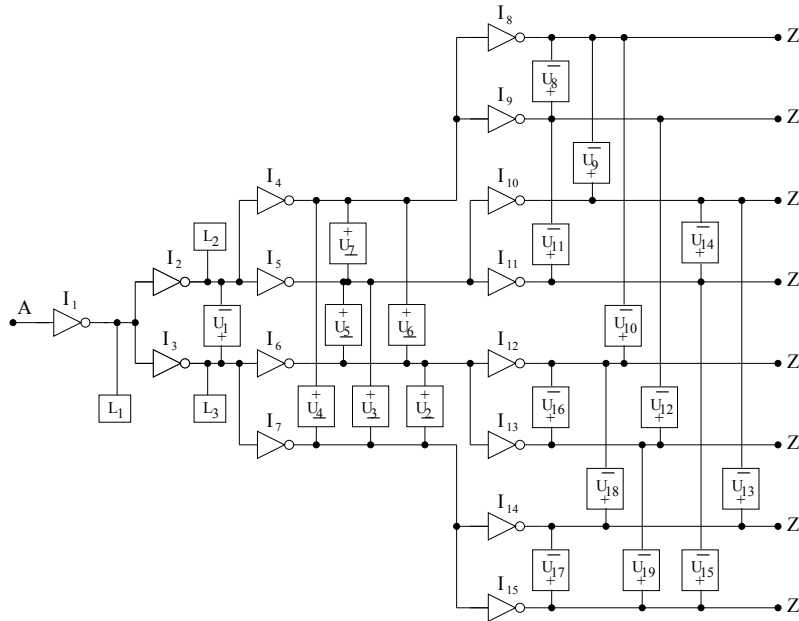 I8 Z
− U8 +
I9 Z
− U9 +
I4 I10 Z
L2 + U7 − − U11 + − U14 +
I2 I5 I11 Z
A I1 − U1 + + U5 − + U6 − − U10 +
I3 I6 I12 Z
L1 L3 + U4 − + U3 − + U2 − − U16 + − U12 +
I7 I13 Z
− U18 + − U13 +
I14 Z
− U17 + − U19 + − U15 +
I15 Z